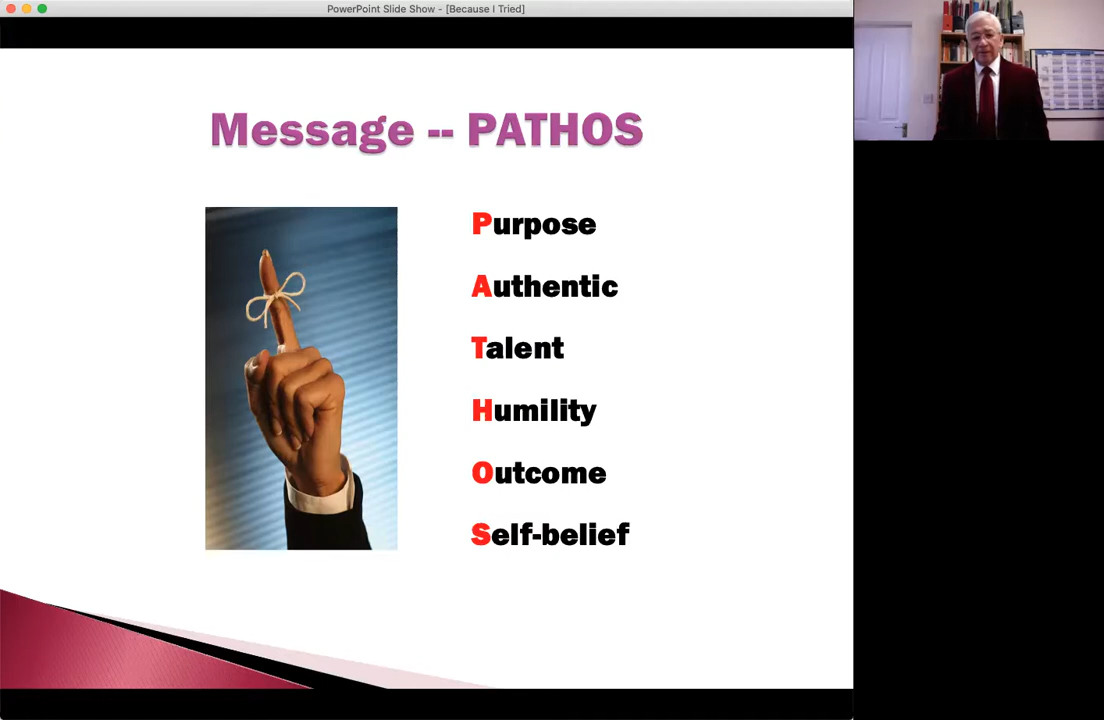 PowerPoint Slide Show - [Because I Tried]
Message -- PATHOS
Purpose
Authentic
Talent
Humility
Outcome
Self-belief